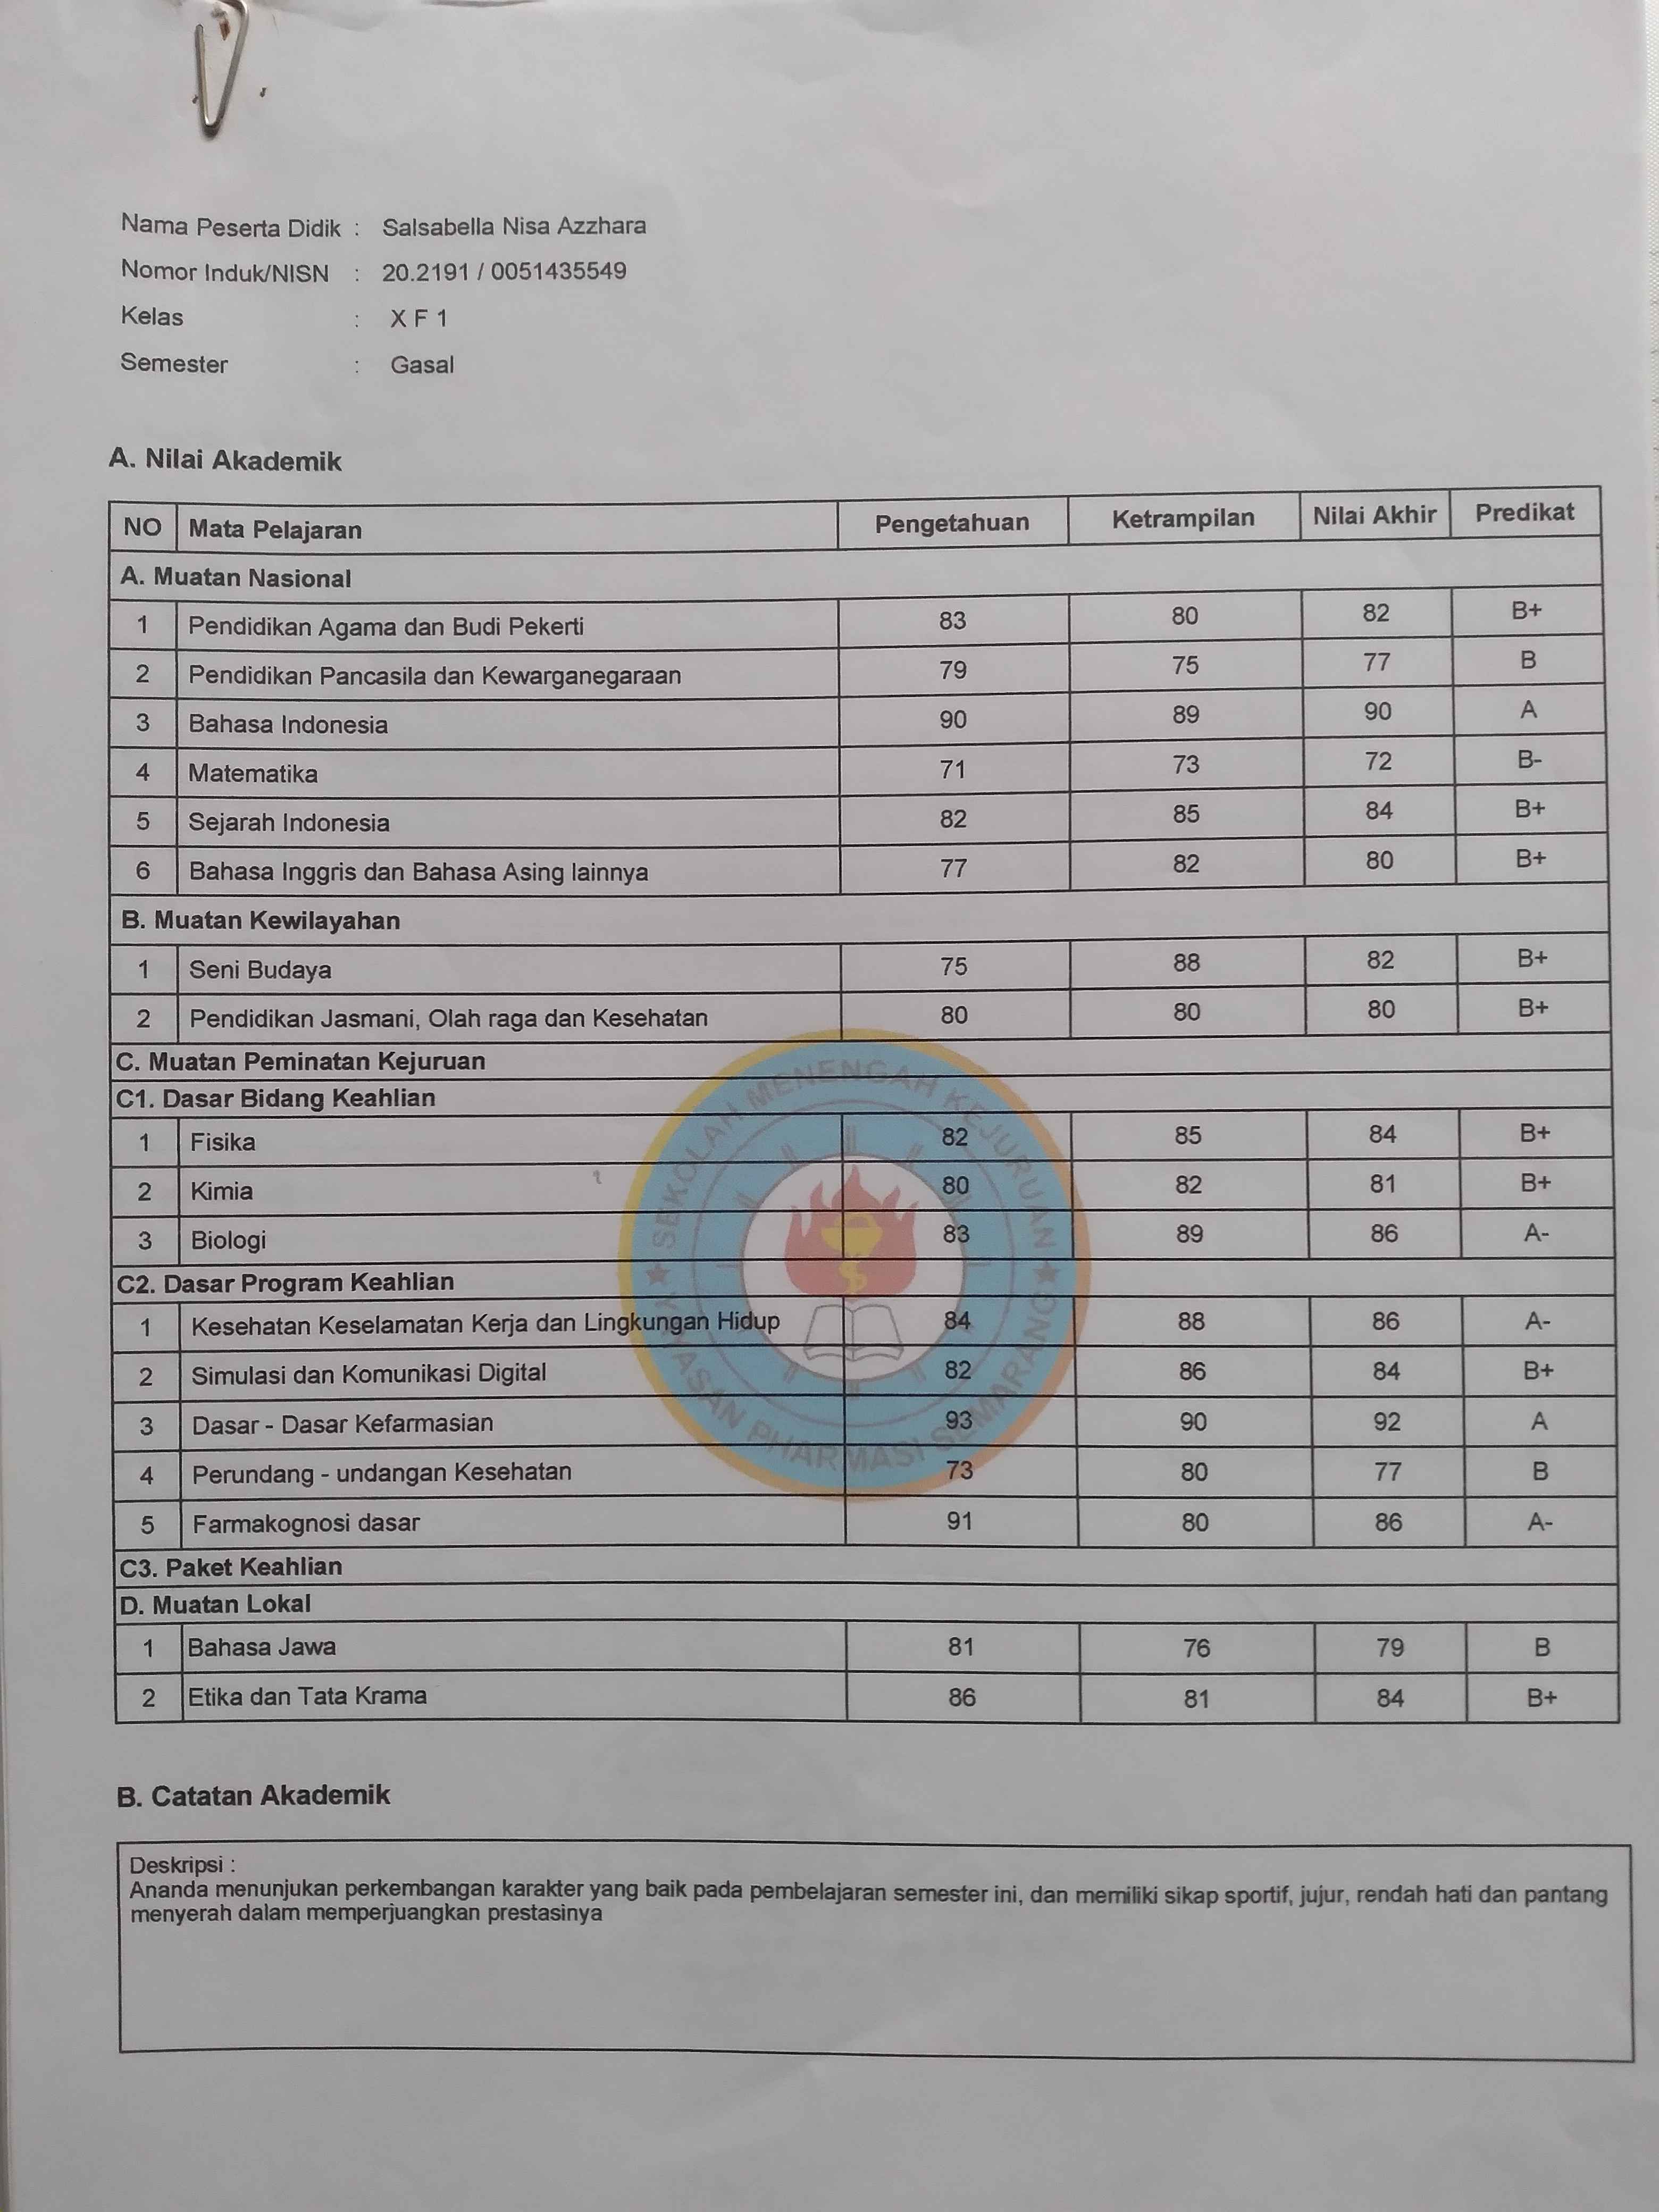 Nama Peserta Didik : Salsabella Nisa Azzhara
Nomor Induk/NISN : 20.2191 / 0051435549
Kelas : X F 1
Semester : Gasal
A. Nilai Akademik
NO Mata Pelajaran Pengetahuan Ketrampilan Nilai Akhir Predikat
A. Muatan Nasional
1 Pendidikan Agama dan Budi Pekerti 83 80 82 B+
2 Pendidikan Pancasila dan Kewarganegaraan 79 75 77 B
3 Bahasa Indonesia 90 89 90 A
4 Matematika 71 73 72 B-
5 Sejarah Indonesia 82 85 84 B+
6 Bahasa Inggris dan Bahasa Asing lainnya 77 82 80 B+
B. Muatan Kewilayahan
1 Seni Budaya 75 88 82 B+
2 Pendidikan Jasmani, Olah raga dan Kesehatan 80 80 80 B+
C. Muatan Peminatan Kejuruan
C1. Dasar Bidang Keahlian
1 Fisika 82 85 84 B+
2 Kimia 80 82 81 B+
3 Biologi 83 89 86 A-
C2. Dasar Program Keahlian
1 Kesehatan Keselamatan Kerja dan Lingkungan Hidup 84 88 86 A-
2 Simulasi dan Komunikasi Digital 82 86 84 B+
3 Dasar - Dasar Kefarmasian 93 90 92 A
4 Perundang - undangan Kesehatan 73 80 77 B
5 Farmakognosi dasar 91 80 86 A-
C3. Paket Keahlian
D. Muatan Lokal
1 Bahasa Jawa 81 76 79 B
2 Etika dan Tata Krama 86 81 84 B+
SEKOLAH MENENGAH KEJURUAN
YAYASAN PHARMASI SEMARANG
B. Catatan Akademik
Deskripsi :
Ananda menunjukan perkembangan karakter yang baik pada pembelajaran semester ini, dan memiliki sikap sportif, jujur, rendah hati dan pantang
menyerah dalam memperjuangkan prestasinya